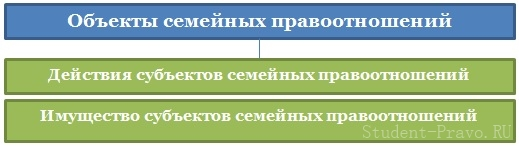 Объекты семейных правоотношений
Действия субъектов семейных правоотношений
Имущество субъектов семейных правоотношений
Student-Pravo.RU